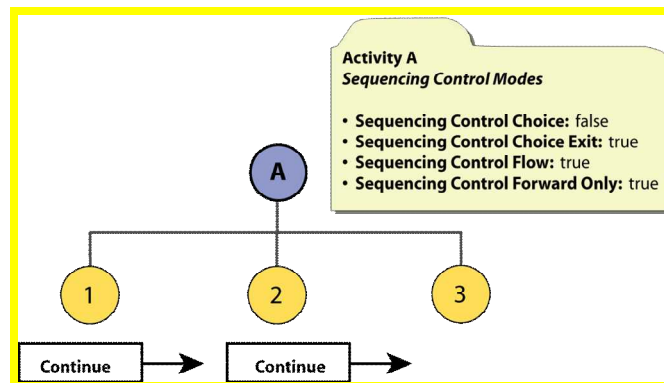 Activity A
Sequencing Control Modes
• Sequencing Control Choice: false
• Sequencing Control Choice Exit: true
• Sequencing Control Flow: true
• Sequencing Control Forward Only: true
A
1
2
3
Continue
Continue